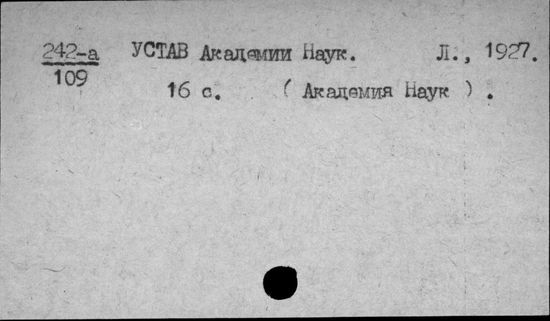 242-а УСТАВ Академии Наук. Л., 1927.
109
16 с. ( Академия Наук ) .